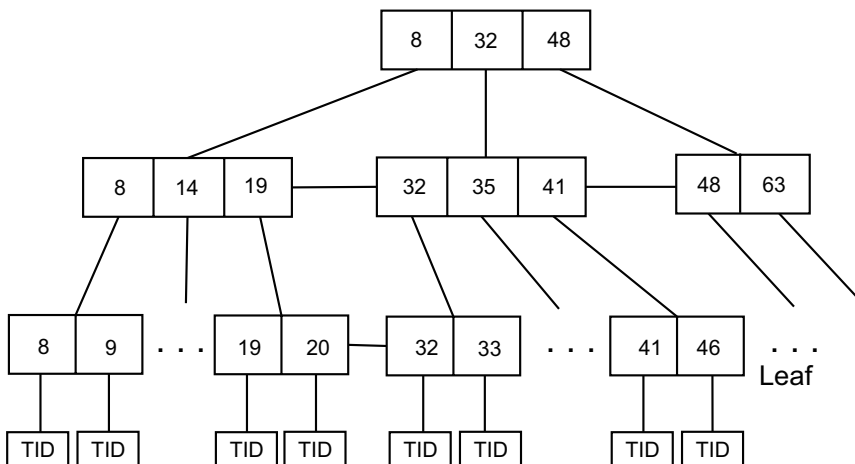 8 32 48
8 14 19 32 35 41 48 63
8 9 . . . 19 20 32 33 . . . 41 46 . . .
Leaf
TID TID TID TID TID TID TID TID